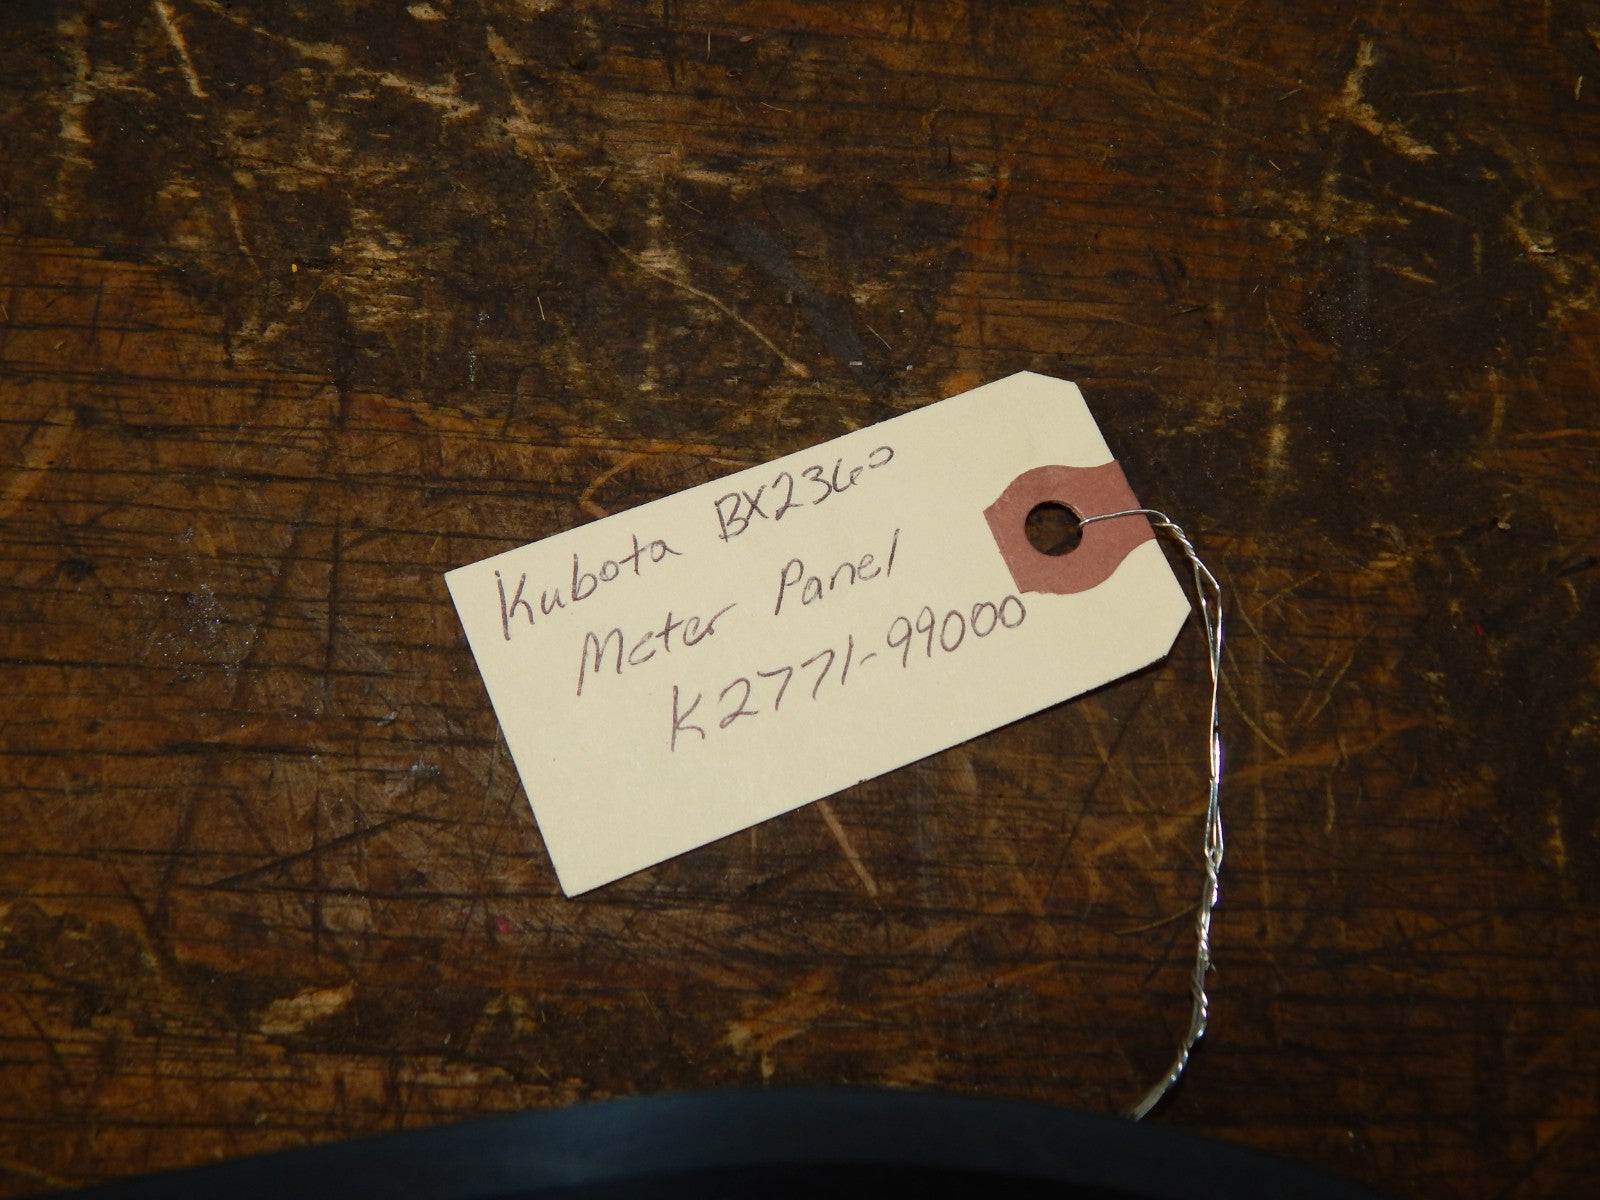 Kubota BX2360
Meter Panel
K2771-99000